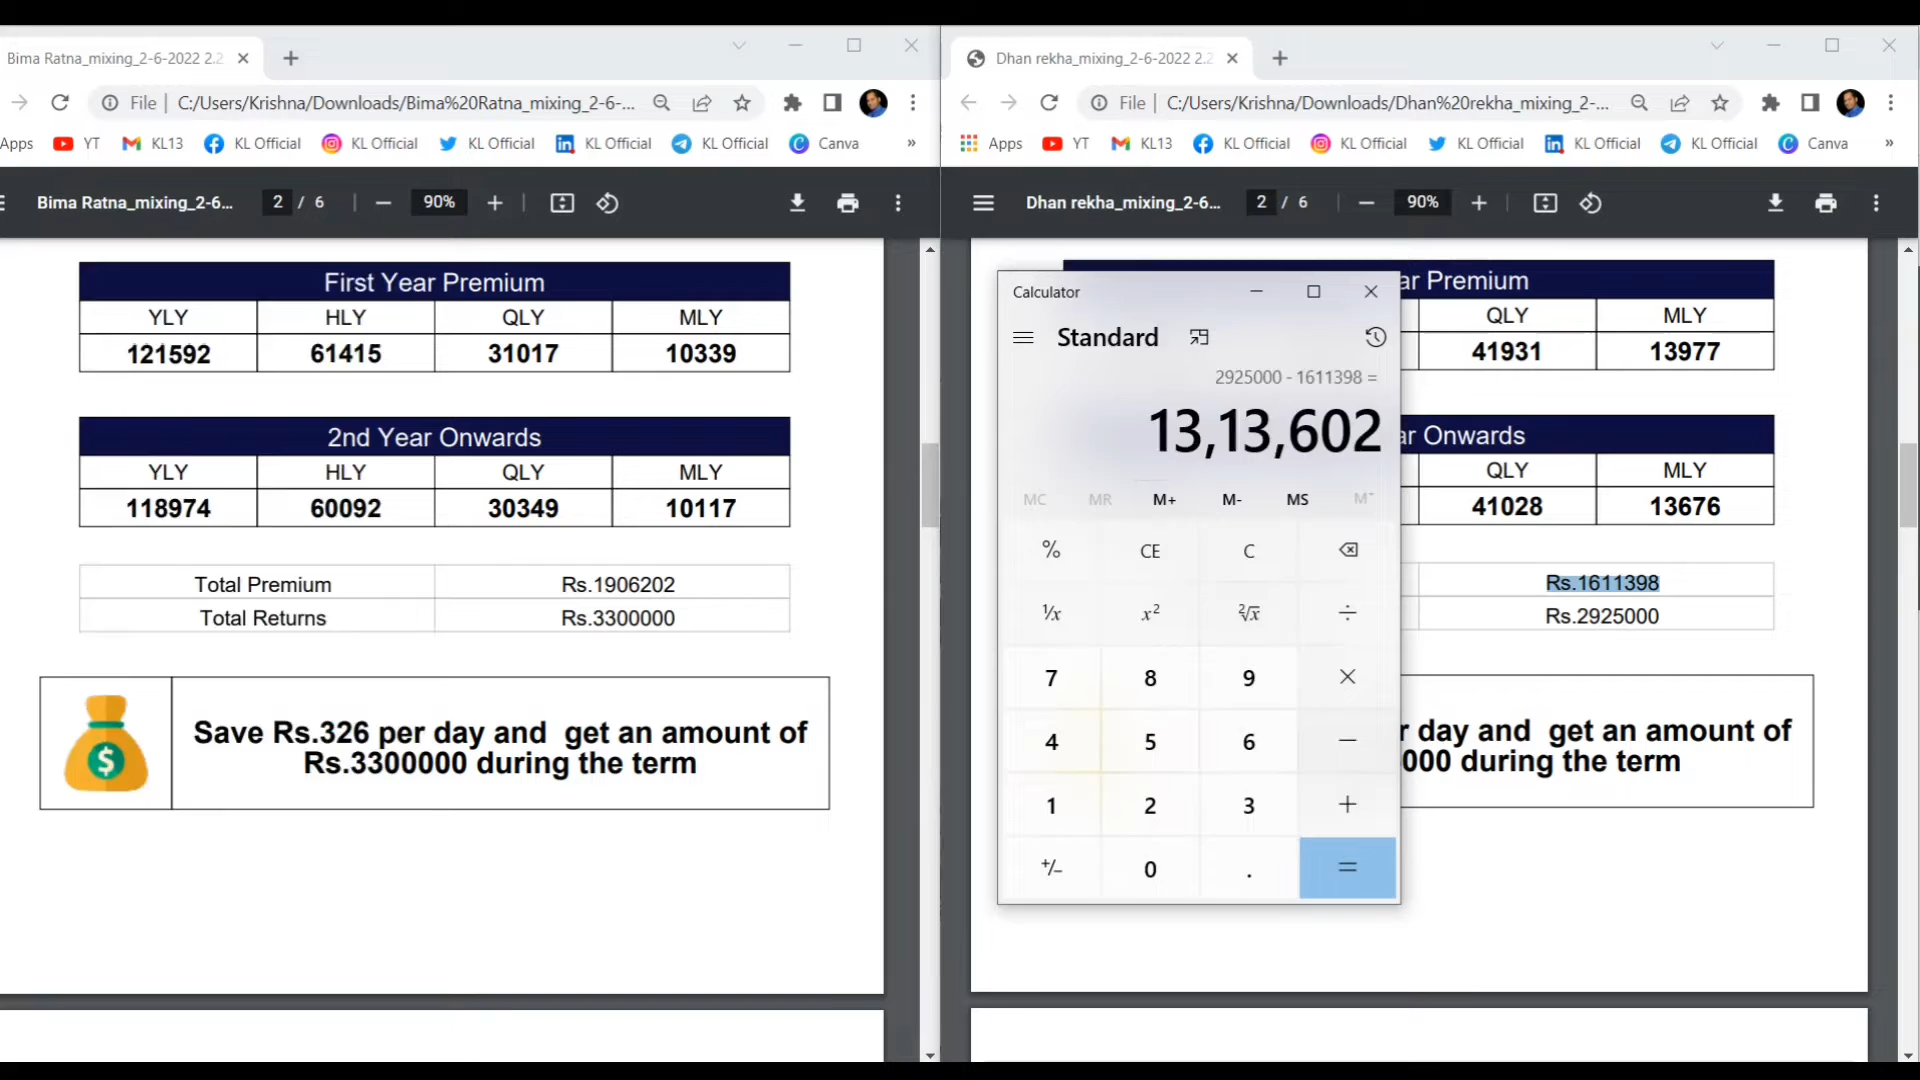 Bima Ratna_mixing_2-6-2022 2.2
File | C:/Users/Krishna/Downloads/Bima%20Ratna_mixing_2-6-...
Apps YT KL13 KL Official KL Official KL Official KL Official KL Official Canva »
Bima Ratna_mixing_2-6... 2 / 6 90%
First Year Premium
YLY HLY QLY MLY
121592 61415 31017 10339
2nd Year Onwards
YLY HLY QLY MLY
118974 60092 30349 10117
Total Premium Rs.1906202
Total Returns Rs.3300000
$
Save Rs.326 per day and get an amount of
Rs.3300000 during the term
Dhan rekha_mixing_2-6-2022 2.2
File | C:/Users/Krishna/Downloads/Dhan%20rekha_mixing_2-...
Apps YT KL13 KL Official KL Official KL Official KL Official KL Official Canva »
Dhan rekha_mixing_2-6... 2 / 6 90%
ar Premium
QLY MLY
41931 13977
ar Onwards
QLY MLY
41028 13676
Rs.1611398
Rs.2925000
r day and get an amount of
000 during the term
Calculator
Standard
2925000 - 1611398 =
13,13,602
MC MR M+ M- MS M˅
% CE C
¹/x x² ²√x ÷
7 8 9 ×
4 5 6 −
1 2 3 +
+/− 0 . =